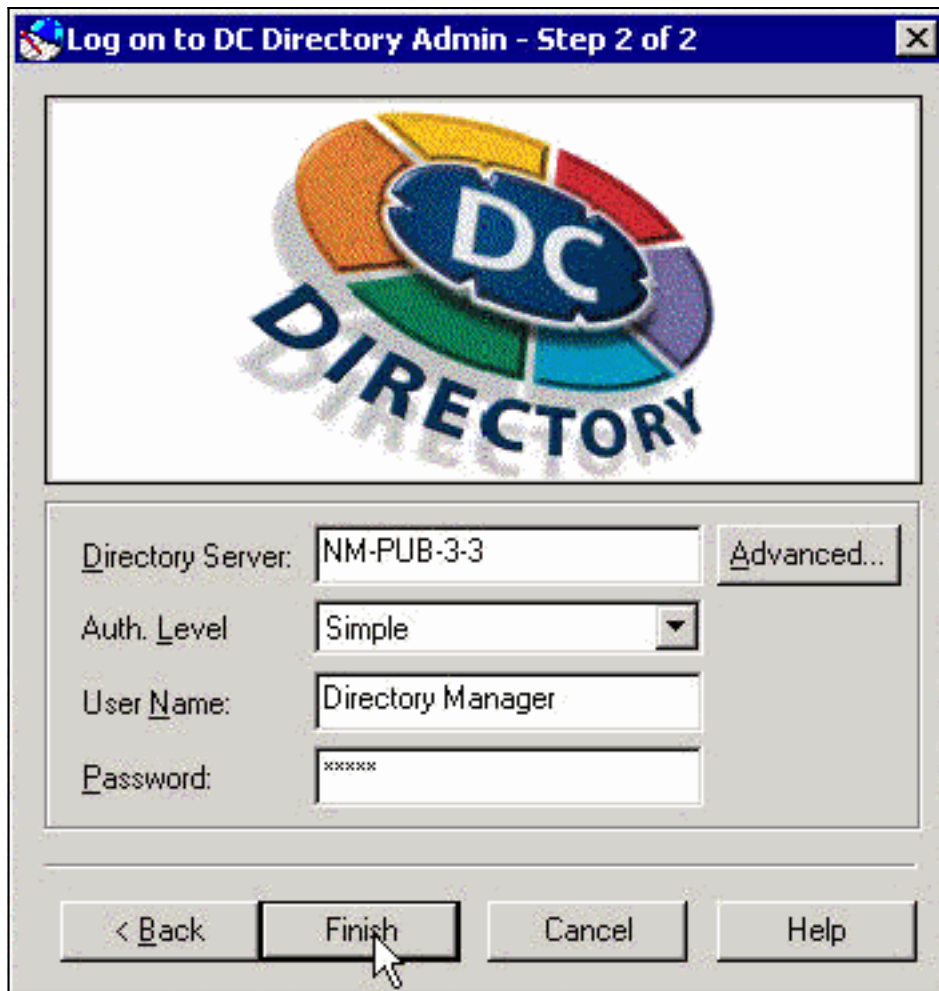 Log on to DC Directory Admin - Step 2 of 2
DC
DIRECTORY
Directory Server: NM-PUB-3-3 Advanced...
Auth. Level Simple
User Name: Directory Manager
Password: *****
< Back Finish Cancel Help